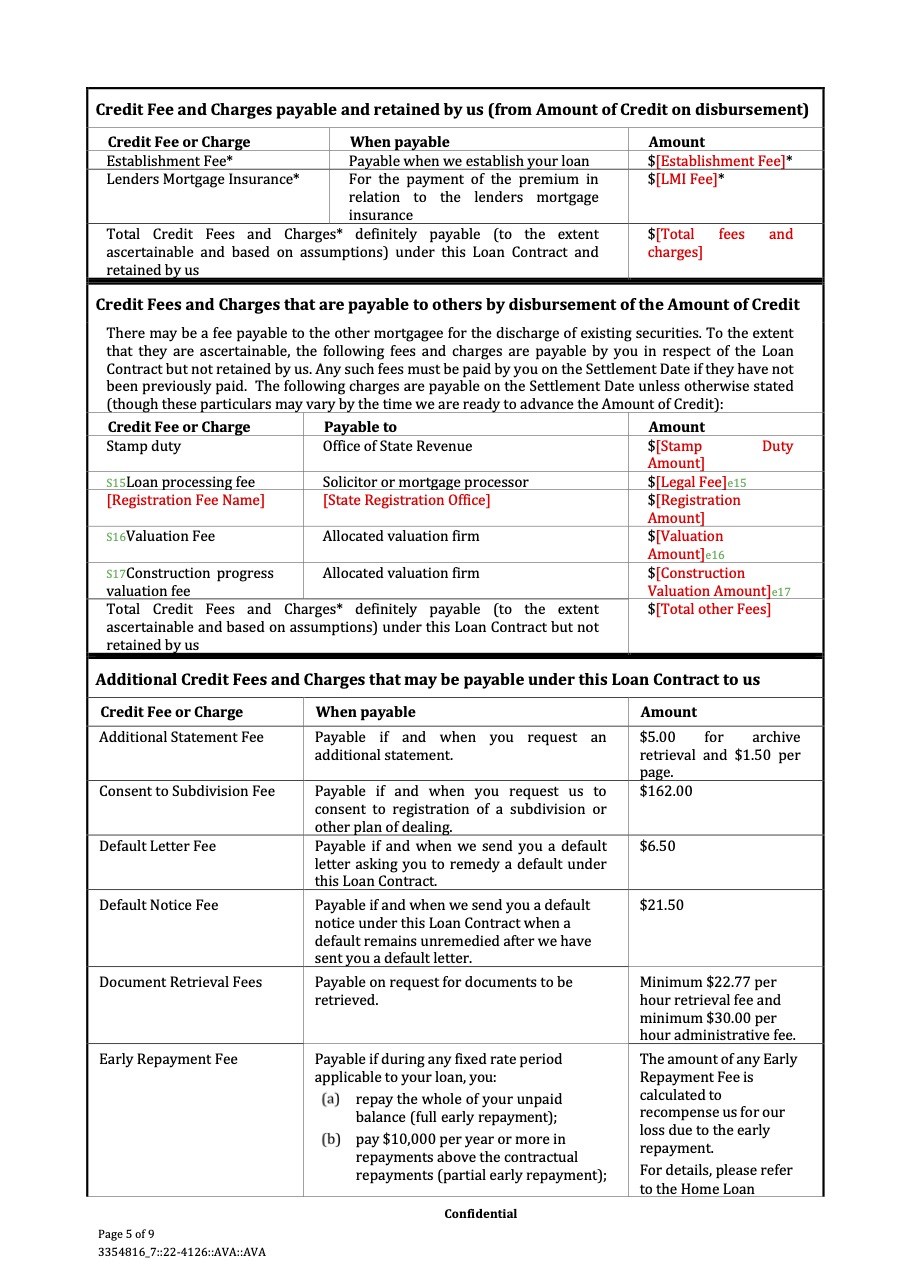 Credit Fee and Charges payable and retained by us (from Amount of Credit on disbursement)
Credit Fee or Charge When payable Amount
Establishment Fee* Payable when we establish your loan $[Establishment Fee]*
Lenders Mortgage Insurance* For the payment of the premium in $[LMI Fee]*
relation to the lenders mortgage
insurance
Total Credit Fees and Charges* definitely payable (to the extent $[Total fees and
ascertainable and based on assumptions) under this Loan Contract and charges]
retained by us
Credit Fees and Charges that are payable to others by disbursement of the Amount of Credit
There may be a fee payable to the other mortgagee for the discharge of existing securities. To the extent
that they are ascertainable, the following fees and charges are payable by you in respect of the Loan
Contract but not retained by us. Any such fees must be paid by you on the Settlement Date if they have not
been previously paid.  The following charges are payable on the Settlement Date unless otherwise stated
(though these particulars may vary by the time we are ready to advance the Amount of Credit):
Credit Fee or Charge Payable to Amount
Stamp duty Office of State Revenue $[Stamp Duty
Amount]
S15Loan processing fee Solicitor or mortgage processor $[Legal Fee]e15
[Registration Fee Name] [State Registration Office] $[Registration
Amount]
S16Valuation Fee Allocated valuation firm $[Valuation
Amount]e16
S17Construction progress Allocated valuation firm $[Construction
valuation fee Valuation Amount]e17
Total Credit Fees and Charges* definitely payable (to the extent $[Total other Fees]
ascertainable and based on assumptions) under this Loan Contract but not
retained by us
Additional Credit Fees and Charges that may be payable under this Loan Contract to us
Credit Fee or Charge When payable Amount
Additional Statement Fee Payable if and when you request an $5.00 for archive
additional statement. retrieval and $1.50 per
page.
Consent to Subdivision Fee Payable if and when you request us to $162.00
consent to registration of a subdivision or
other plan of dealing.
Default Letter Fee Payable if and when we send you a default $6.50
letter asking you to remedy a default under
this Loan Contract.
Default Notice Fee Payable if and when we send you a default $21.50
notice under this Loan Contract when a
default remains unremedied after we have
sent you a default letter.
Document Retrieval Fees Payable on request for documents to be Minimum $22.77 per
retrieved. hour retrieval fee and
minimum $30.00 per
hour administrative fee.
Early Repayment Fee Payable if during any fixed rate period The amount of any Early
applicable to your loan, you: Repayment Fee is
(a) repay the whole of your unpaid calculated to
balance (full early repayment); recompense us for our
(b) pay $10,000 per year or more in loss due to the early
repayments above the contractual repayment.
repayments (partial early repayment); For details, please refer
to the Home Loan
Confidential
Page 5 of 9
3354816_7::22-4126::AVA::AVA